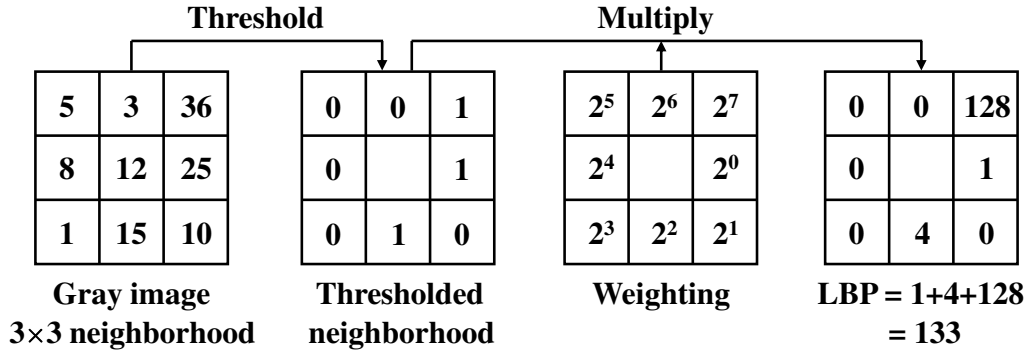 Threshold Multiply
5 3 36 0 0 1 2⁵ 2⁶ 2⁷ 0 0 128
8 12 25 0 1 2⁴ 2⁰ 0 1
1 15 10 0 1 0 2³ 2² 2¹ 0 4 0
Gray image Thresholded Weighting LBP = 1+4+128
3×3 neighborhood neighborhood = 133